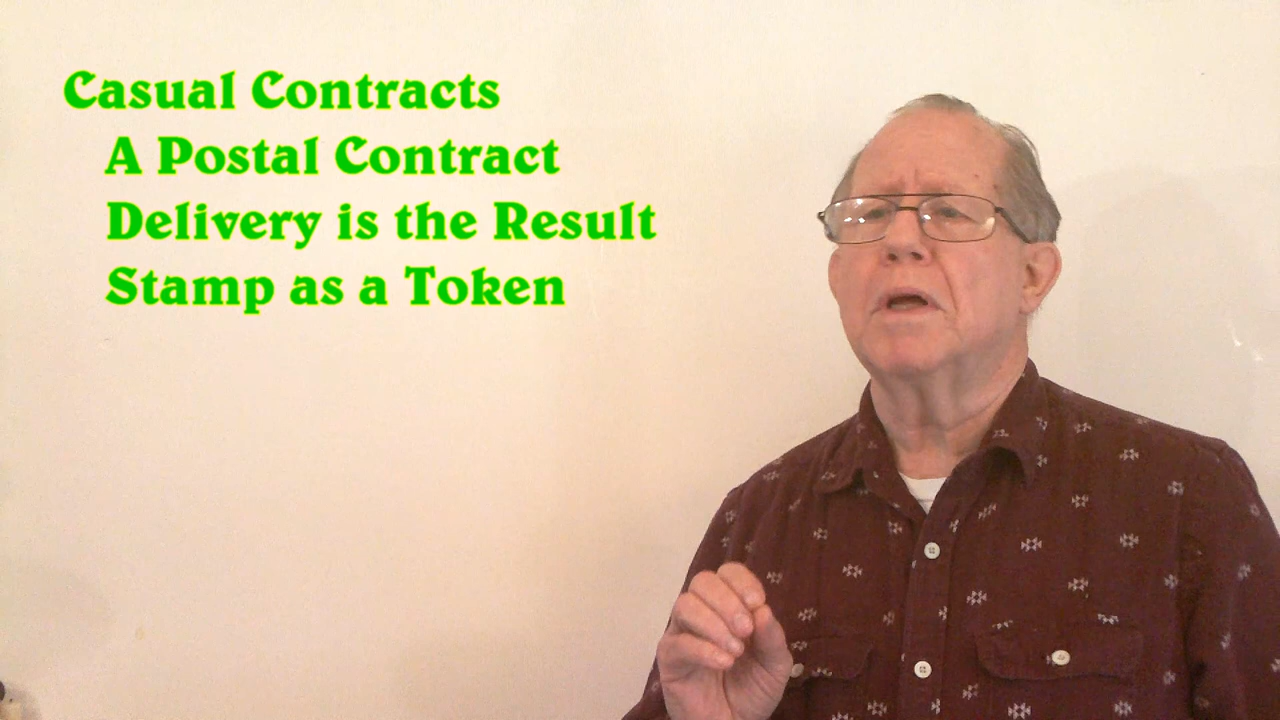 Casual Contracts
A Postal Contract
Delivery is the Result
Stamp as a Token